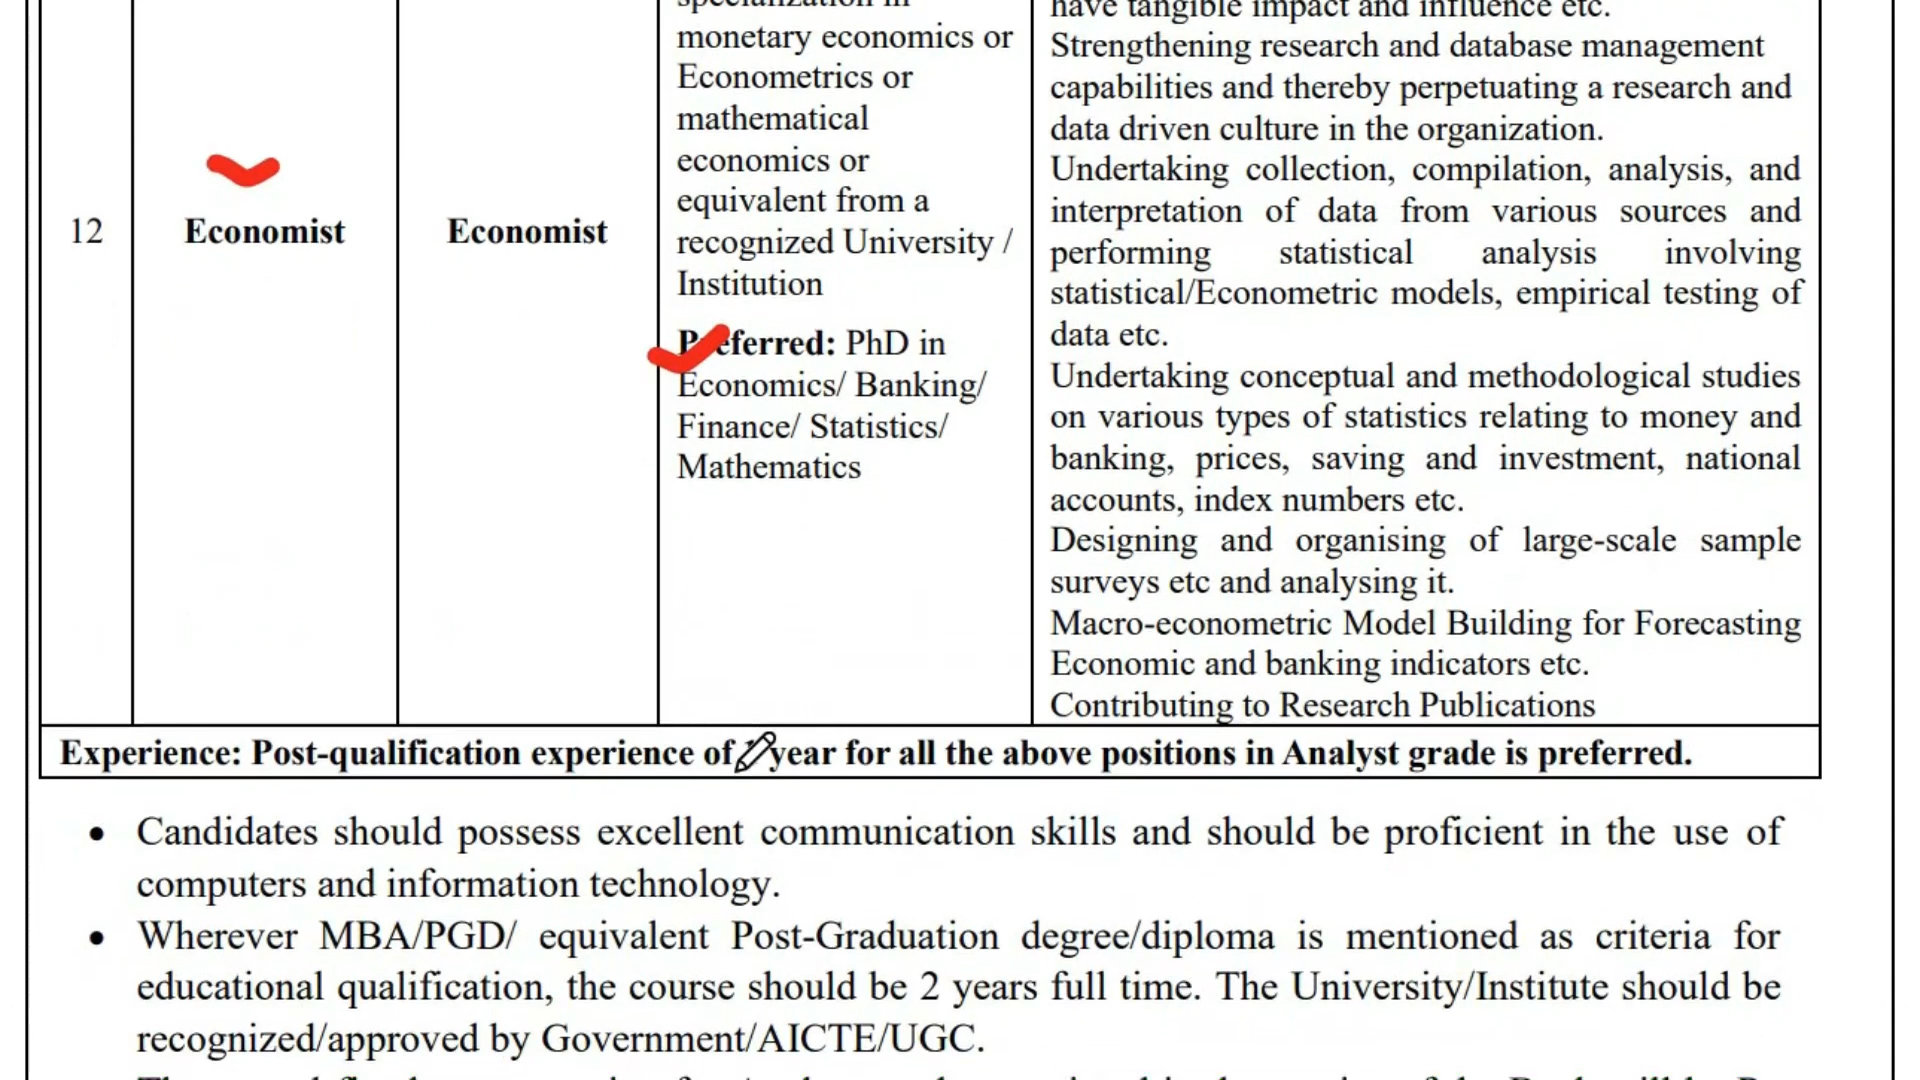 specialization in
monetary economics or
Econometrics or
mathematical
economics or
equivalent from a
recognized University /
Institution
Preferred: PhD in
Economics/ Banking/
Finance/ Statistics/
Mathematics
12
Economist
Economist
have tangible impact and influence etc.
Strengthening research and database management
capabilities and thereby perpetuating a research and
data driven culture in the organization.
Undertaking collection, compilation, analysis, and
interpretation of data from various sources and
performing statistical analysis involving
statistical/Econometric models, empirical testing of
data etc.
Undertaking conceptual and methodological studies
on various types of statistics relating to money and
banking, prices, saving and investment, national
accounts, index numbers etc.
Designing and organising of large-scale sample
surveys etc and analysing it.
Macro-econometric Model Building for Forecasting
Economic and banking indicators etc.
Contributing to Research Publications
Experience: Post-qualification experience of year for all the above positions in Analyst grade is preferred.
• Candidates should possess excellent communication skills and should be proficient in the use of
computers and information technology.
• Wherever MBA/PGD/ equivalent Post-Graduation degree/diploma is mentioned as criteria for
educational qualification, the course should be 2 years full time. The University/Institute should be
recognized/approved by Government/AICTE/UGC.